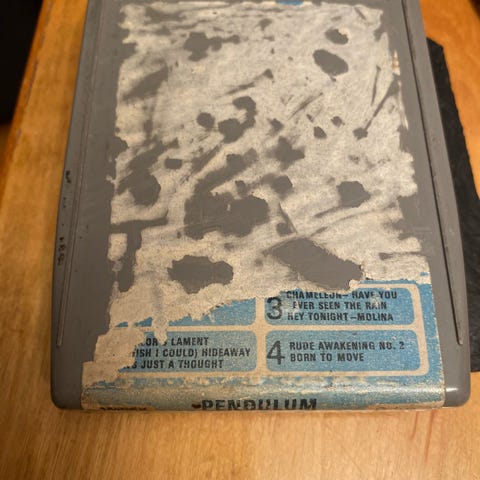 3
CHAMELEON- HAVE YOU
EVER SEEN THE RAIN
HEY TONIGHT-MOLINA
LAMENT
ISH I COULD) HIDEAWAY
JUST A THOUGHT
4
RUDE AWAKENING NO. 2
BORN TO MOVE
PENDULUM